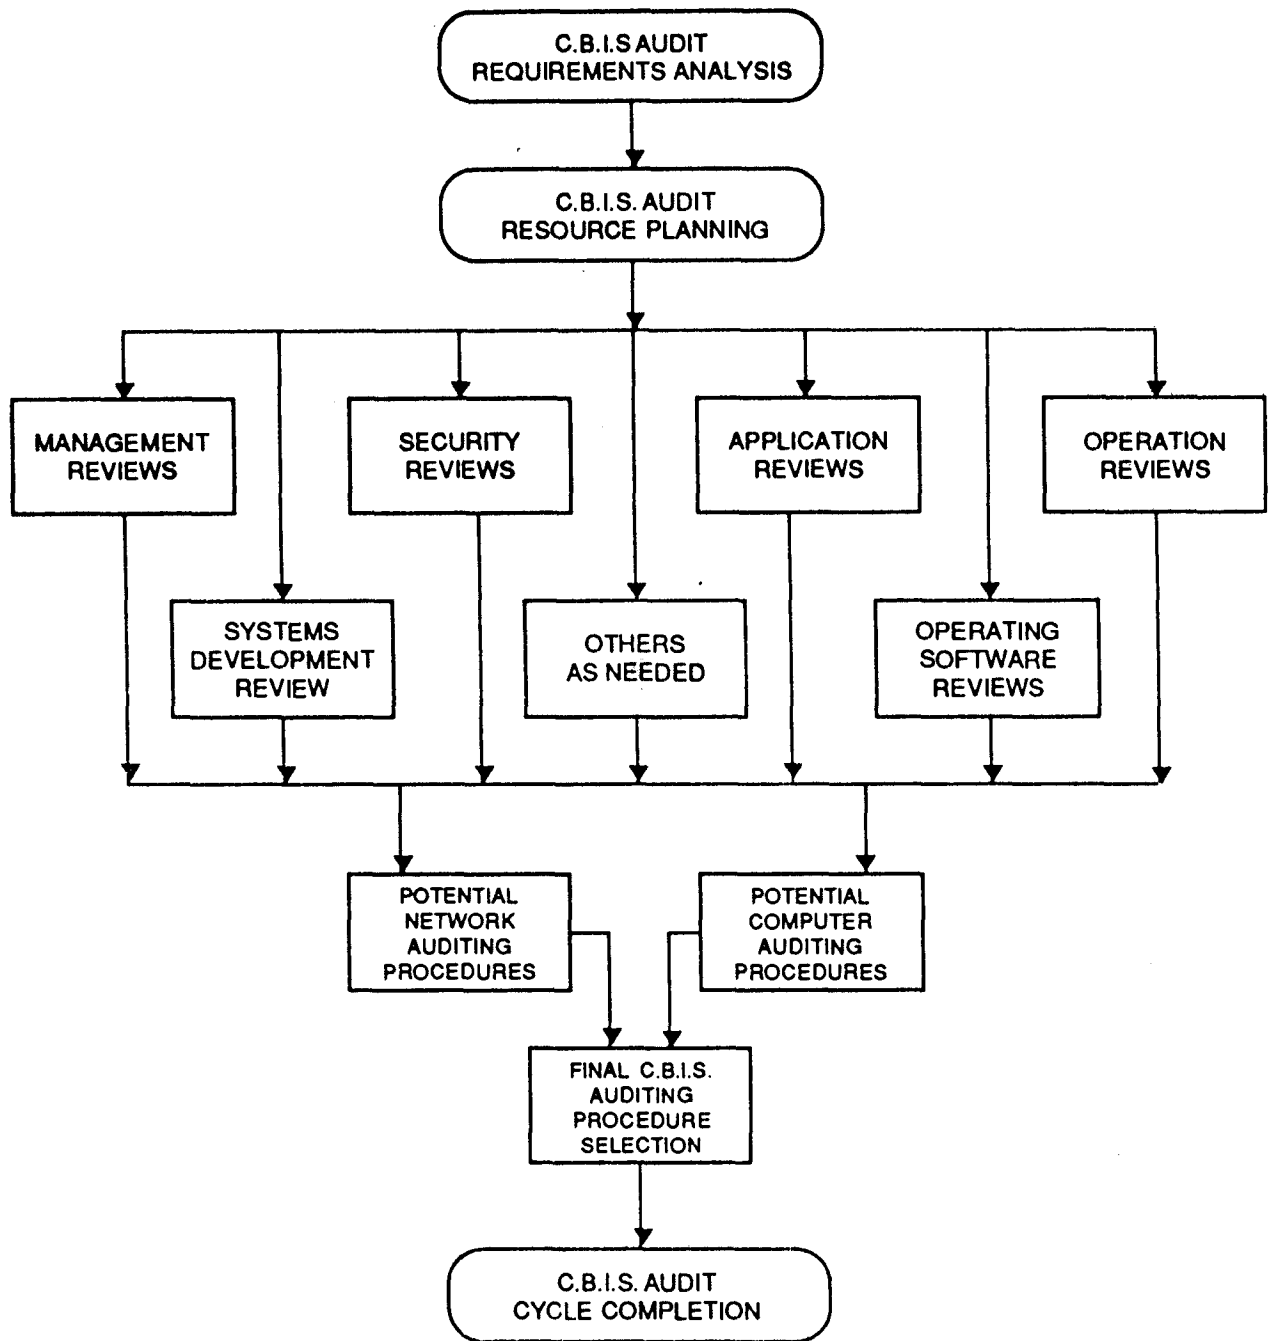 C.B.I.S AUDIT
REQUIREMENTS ANALYSIS
C.B.I.S. AUDIT
RESOURCE PLANNING
MANAGEMENT
REVIEWS
SECURITY
REVIEWS
APPLICATION
REVIEWS
OPERATION
REVIEWS
SYSTEMS
DEVELOPMENT
REVIEW
OTHERS
AS NEEDED
OPERATING
SOFTWARE
REVIEWS
POTENTIAL
NETWORK
AUDITING
PROCEDURES
POTENTIAL
COMPUTER
AUDITING
PROCEDURES
FINAL C.B.I.S.
AUDITING
PROCEDURE
SELECTION
C.B.I.S. AUDIT
CYCLE COMPLETION